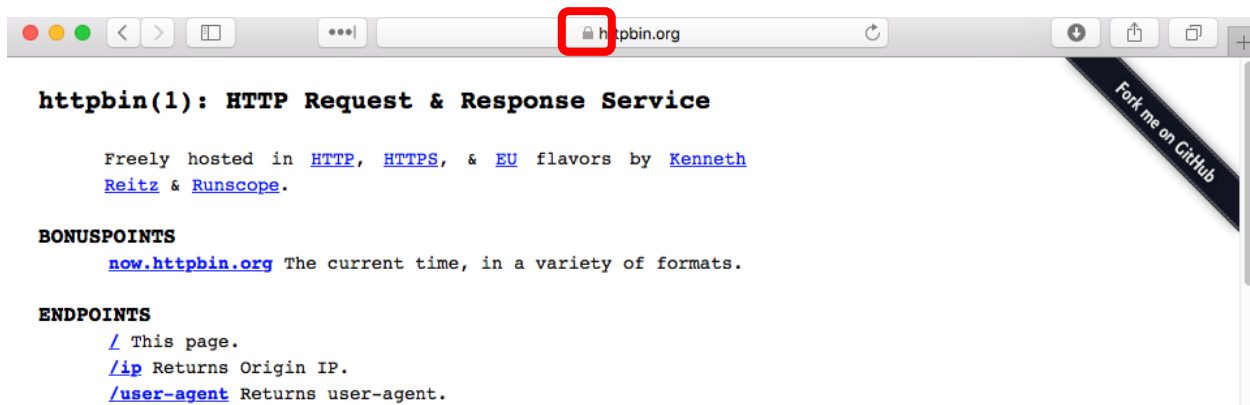 httpbin.org
Fork me on GitHub
httpbin(1): HTTP Request & Response Service
Freely hosted in HTTP, HTTPS, & EU flavors by Kenneth
Reitz & Runscope.
BONUSPOINTS
now.httpbin.org The current time, in a variety of formats.
ENDPOINTS
/ This page.
/ip Returns Origin IP.
/user-agent Returns user-agent.